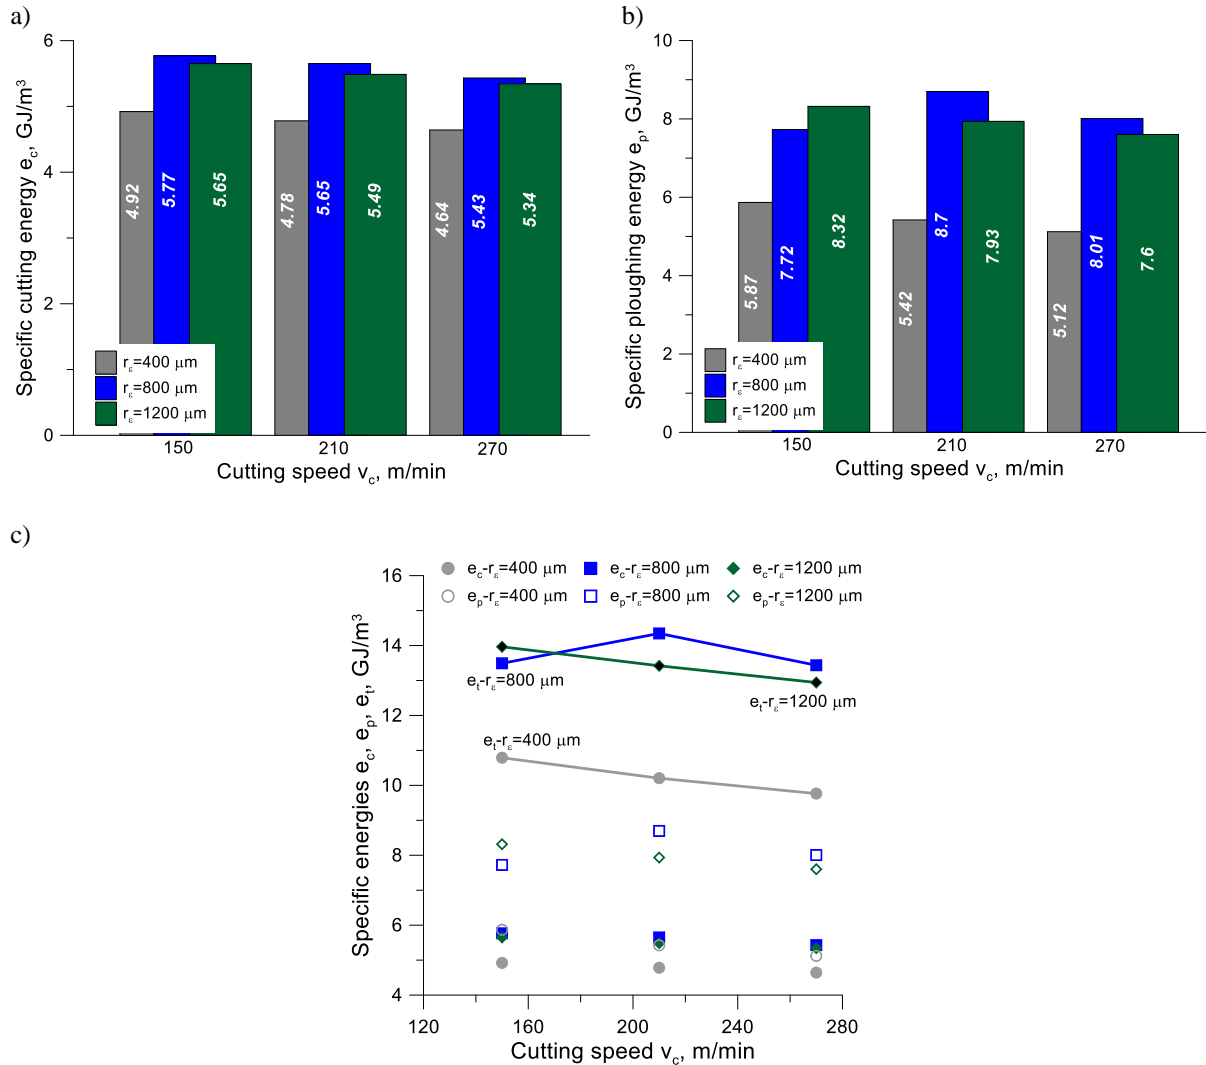 a)
Specific cutting energy e_c, GJ/m³
6
4
2
0
4.92
5.77
5.65
4.78
5.65
5.49
4.64
5.43
5.34
r_ε=400 μm
r_ε=800 μm
r_ε=1200 μm
150
210
270
Cutting speed v_c, m/min
b)
Specific ploughing energy e_p, GJ/m³
10
8
6
4
2
0
5.87
7.72
8.32
5.42
8.7
7.93
5.12
8.01
7.6
r_ε=400 μm
r_ε=800 μm
r_ε=1200 μm
150
210
270
Cutting speed v_c, m/min
c)
Specific energies e_c, e_p, e_t, GJ/m³
e_c-r_ε=400 μm e_c-r_ε=800 μm e_c-r_ε=1200 μm
e_p-r_ε=400 μm e_p-r_ε=800 μm e_p-r_ε=1200 μm
16
14
12
10
8
6
4
e_t-r_ε=800 μm
e_t-r_ε=1200 μm
e_t-r_ε=400 μm
120
160
200
240
280
Cutting speed v_c, m/min